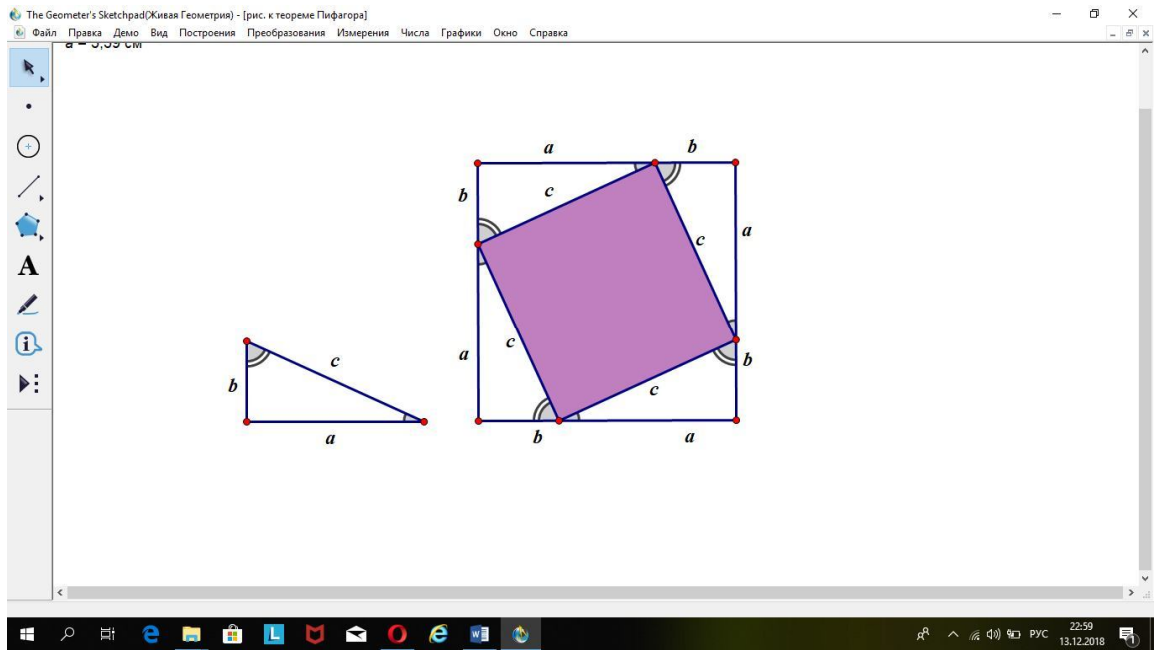 The Geometer's Sketchpad(Живая Геометрия) - [рис. к теореме Пифагора]
Файл Правка Демо Вид Построения Преобразования Измерения Числа Графики Окно Справка
a b
b c
c a
a c b
c
b a
c
b
a
A
i
L
W
РУС 22:59
13.12.2018
1